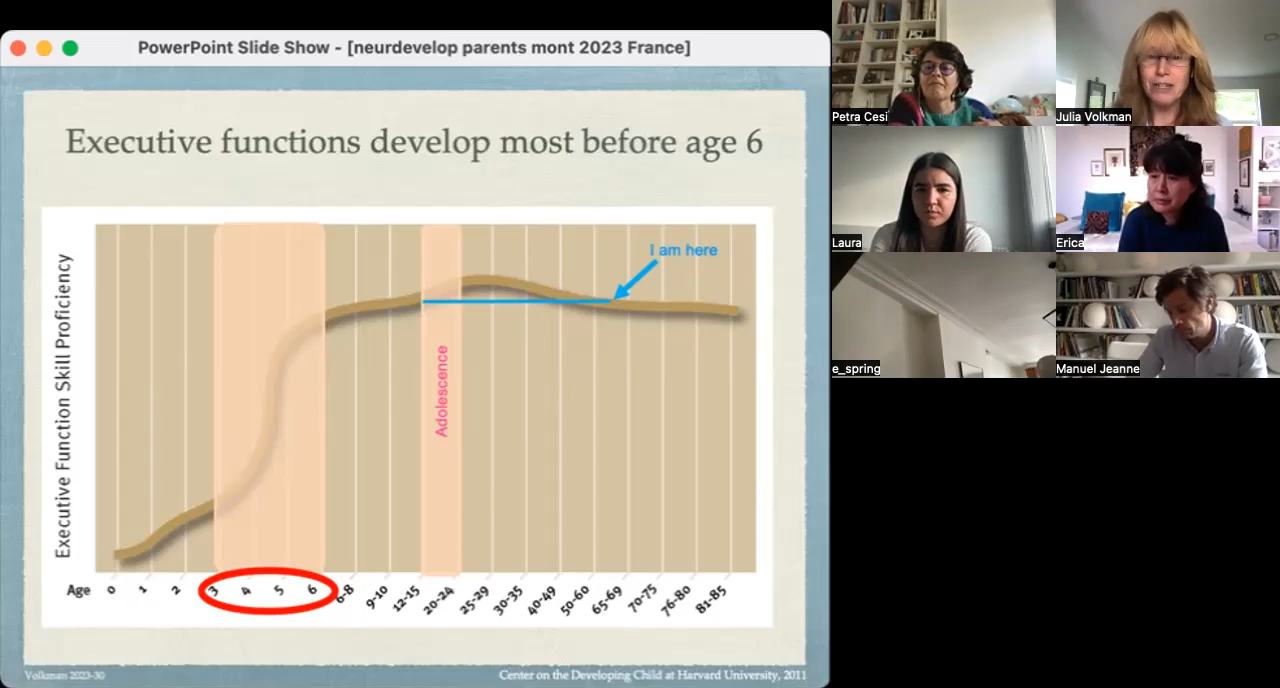 PowerPoint Slide Show - [neurdevelop parents mont 2023 France]
Executive functions develop most before age 6
Executive Function Skill Proficiency
I am here
Adolescence
Age 0 1 2 3 4 5 6 6-8 9-10 12-15 20-24 25-29 30-35 40-49 50-60 65-69 70-75 76-80 81-85
Volkman 2023-30
Center on the Developing Child at Harvard University, 2011
Petra Cesi
Julia Volkman
Laura
Erica
e_spring
Manuel Jeanne